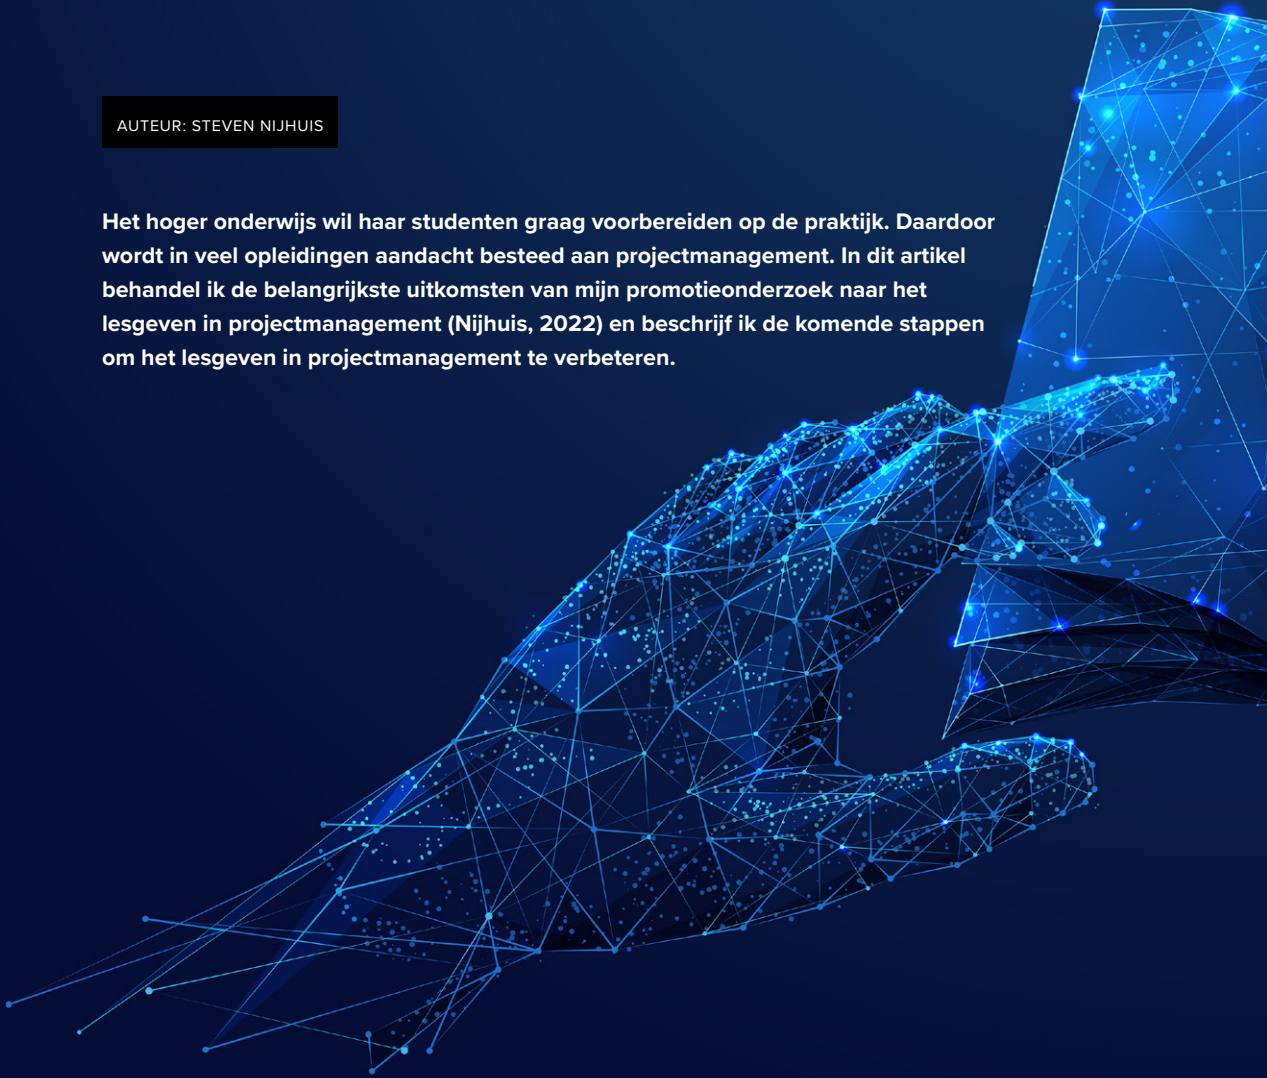 AUTEUR: STEVEN NIJHUIS
Het hoger onderwijs wil haar studenten graag voorbereiden op de praktijk. Daardoor
wordt in veel opleidingen aandacht besteed aan projectmanagement. In dit artikel
behandel ik de belangrijkste uitkomsten van mijn promotieonderzoek naar het
lesgeven in projectmanagement (Nijhuis, 2022) en beschrijf ik de komende stappen
om het lesgeven in projectmanagement te verbeteren.